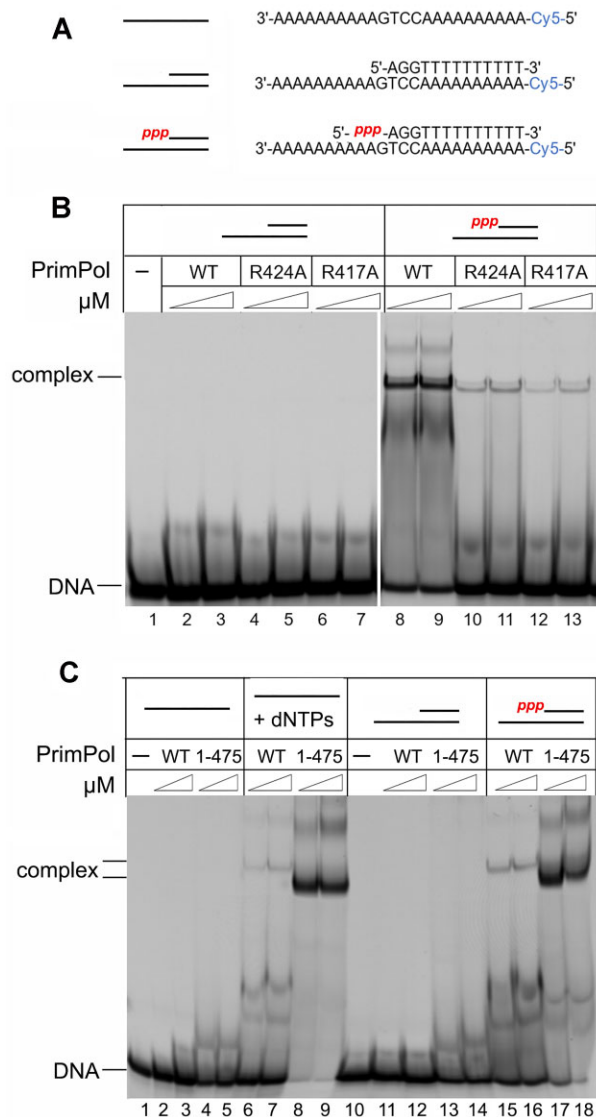 A
3'-AAAAAAAAAAGTCCAAAAAAAAAAA-Cy5-5'
5'-AGGTTTTTTTTTT-3'
3'-AAAAAAAAAAGTCCAAAAAAAAAAA-Cy5-5'
ppp
5'- ppp -AGGTTTTTTTTTT-3'
3'-AAAAAAAAAAGTCCAAAAAAAAAAA-Cy5-5'
B
ppp
PrimPol – WT R424A R417A WT R424A R417A
µM
complex
DNA
1 2 3 4 5 6 7 8 9 10 11 12 13
C
ppp
+ dNTPs
PrimPol – WT 1-475 WT 1-475 – WT 1-475 WT 1-475
µM
complex
DNA
1 2 3 4 5 6 7 8 9 10 11 12 13 14 15 16 17 18